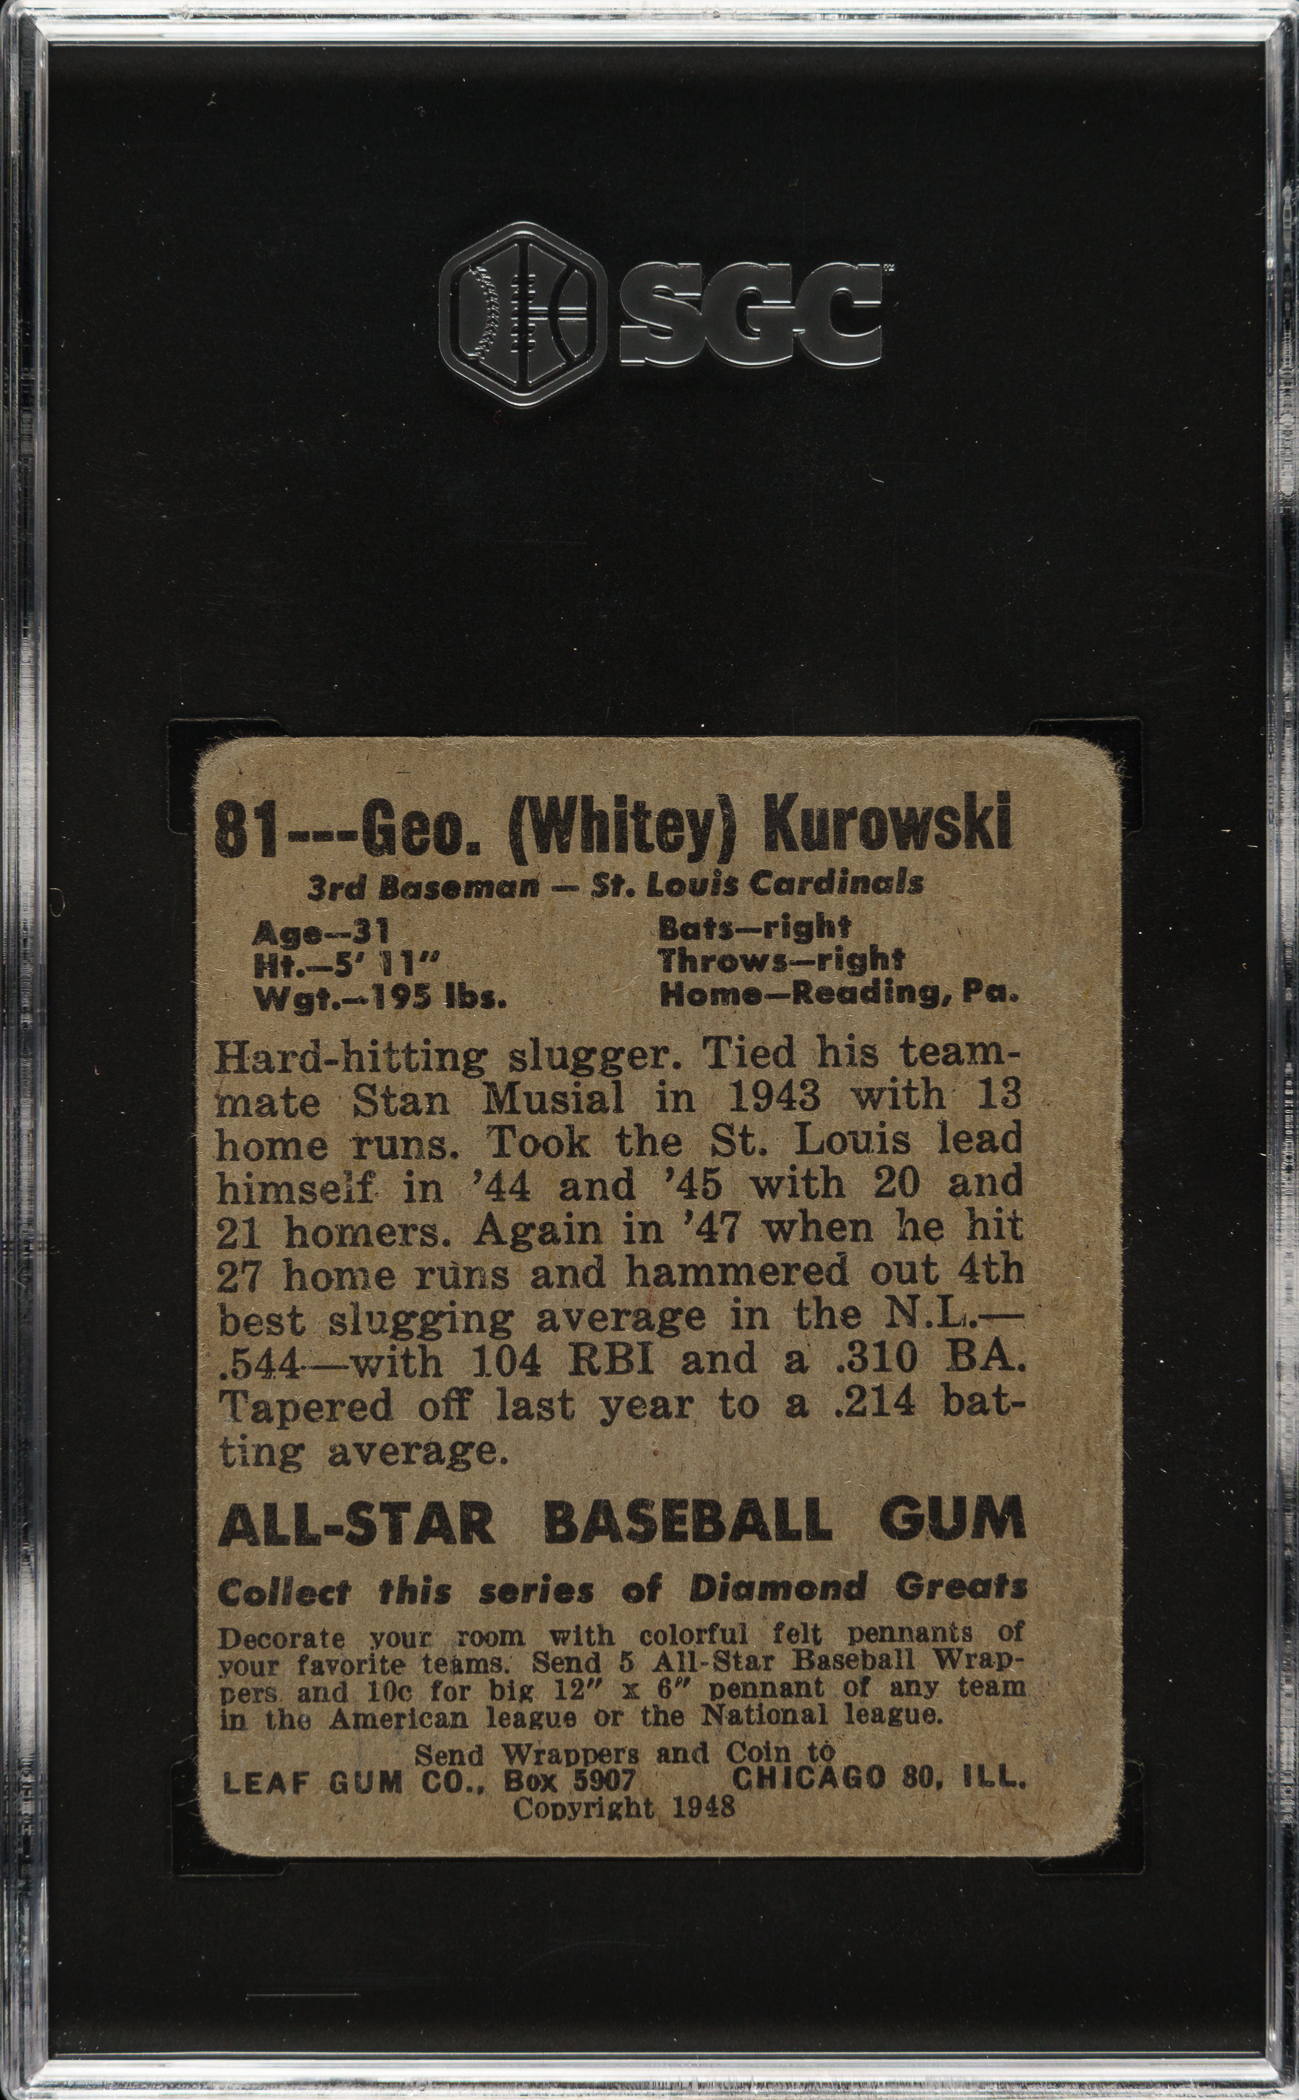 SGC™
81---Geo. (Whitey) Kurowski
3rd Baseman — St. Louis Cardinals
Age—31
Bats—right
Ht.—5' 11"
Throws—right
Wgt.—195 lbs.
Home—Reading, Pa.
Hard-hitting slugger. Tied his team-
mate Stan Musial in 1943 with 13
home runs. Took the St. Louis lead
himself in '44 and '45 with 20 and
21 homers. Again in '47 when he hit
27 home runs and hammered out 4th
best slugging average in the N.L.—
.544—with 104 RBI and a .310 BA.
Tapered off last year to a .214 bat-
ting average.
ALL-STAR BASEBALL GUM
Collect this series of Diamond Greats
Decorate your room with colorful felt pennants of
your favorite teams. Send 5 All-Star Baseball Wrap-
pers and 10c for big 12" x 6" pennant of any team
in the American league or the National league.
Send Wrappers and Coin to
LEAF GUM CO., Box 5907 CHICAGO 80, ILL.
Copyright 1948